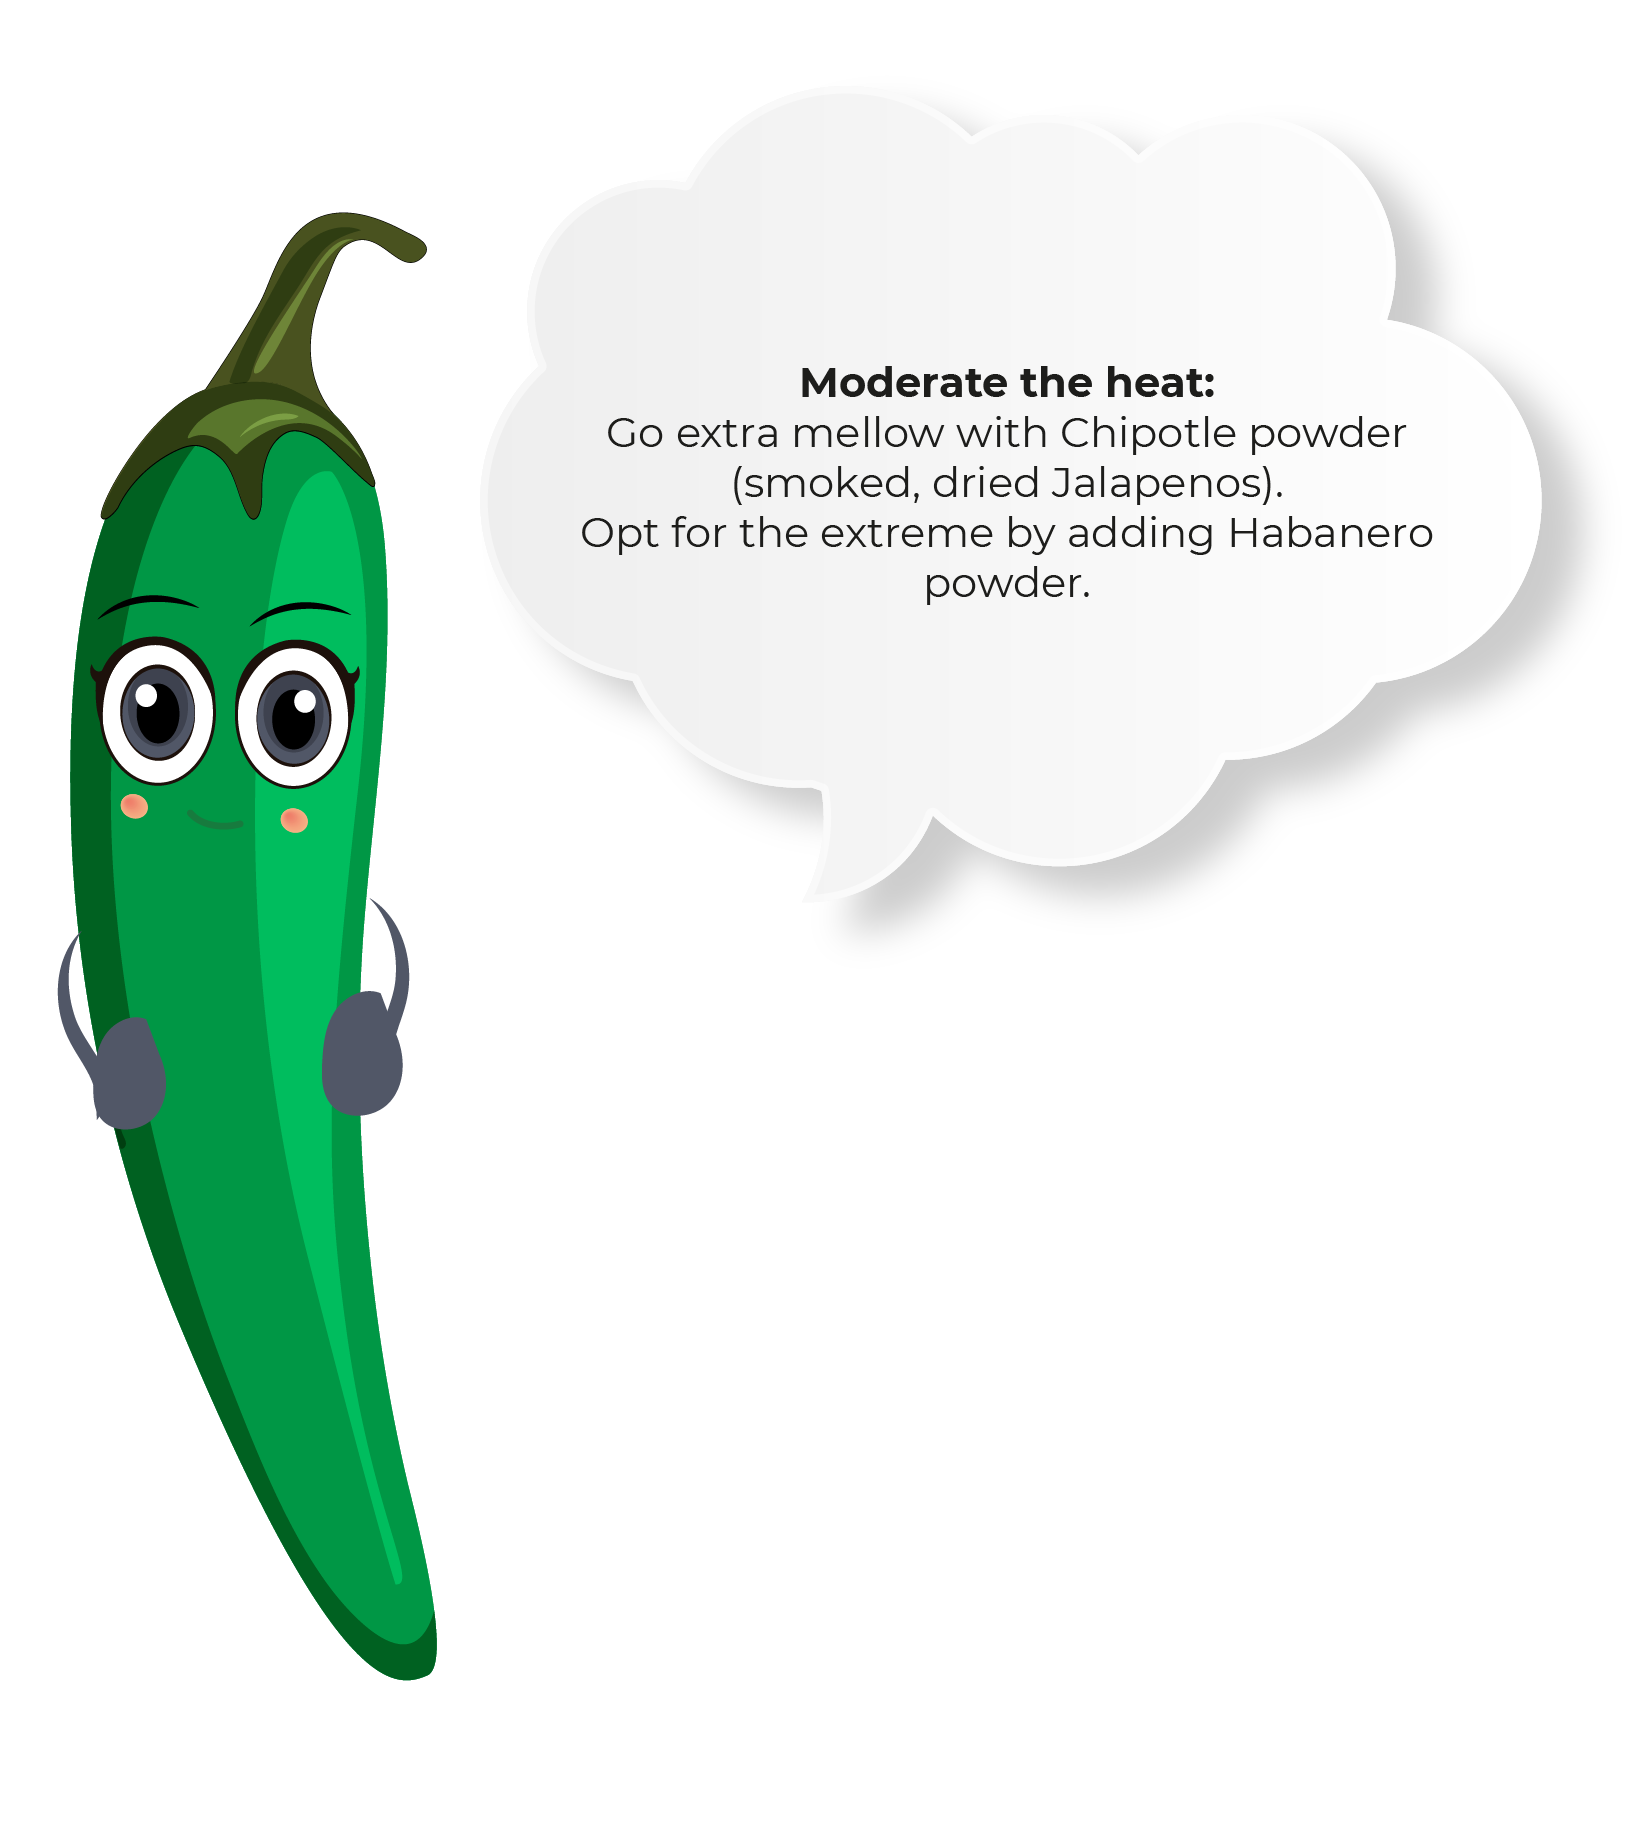 Moderate the heat:
Go extra mellow with Chipotle powder
(smoked, dried Jalapenos).
Opt for the extreme by adding Habanero
powder.